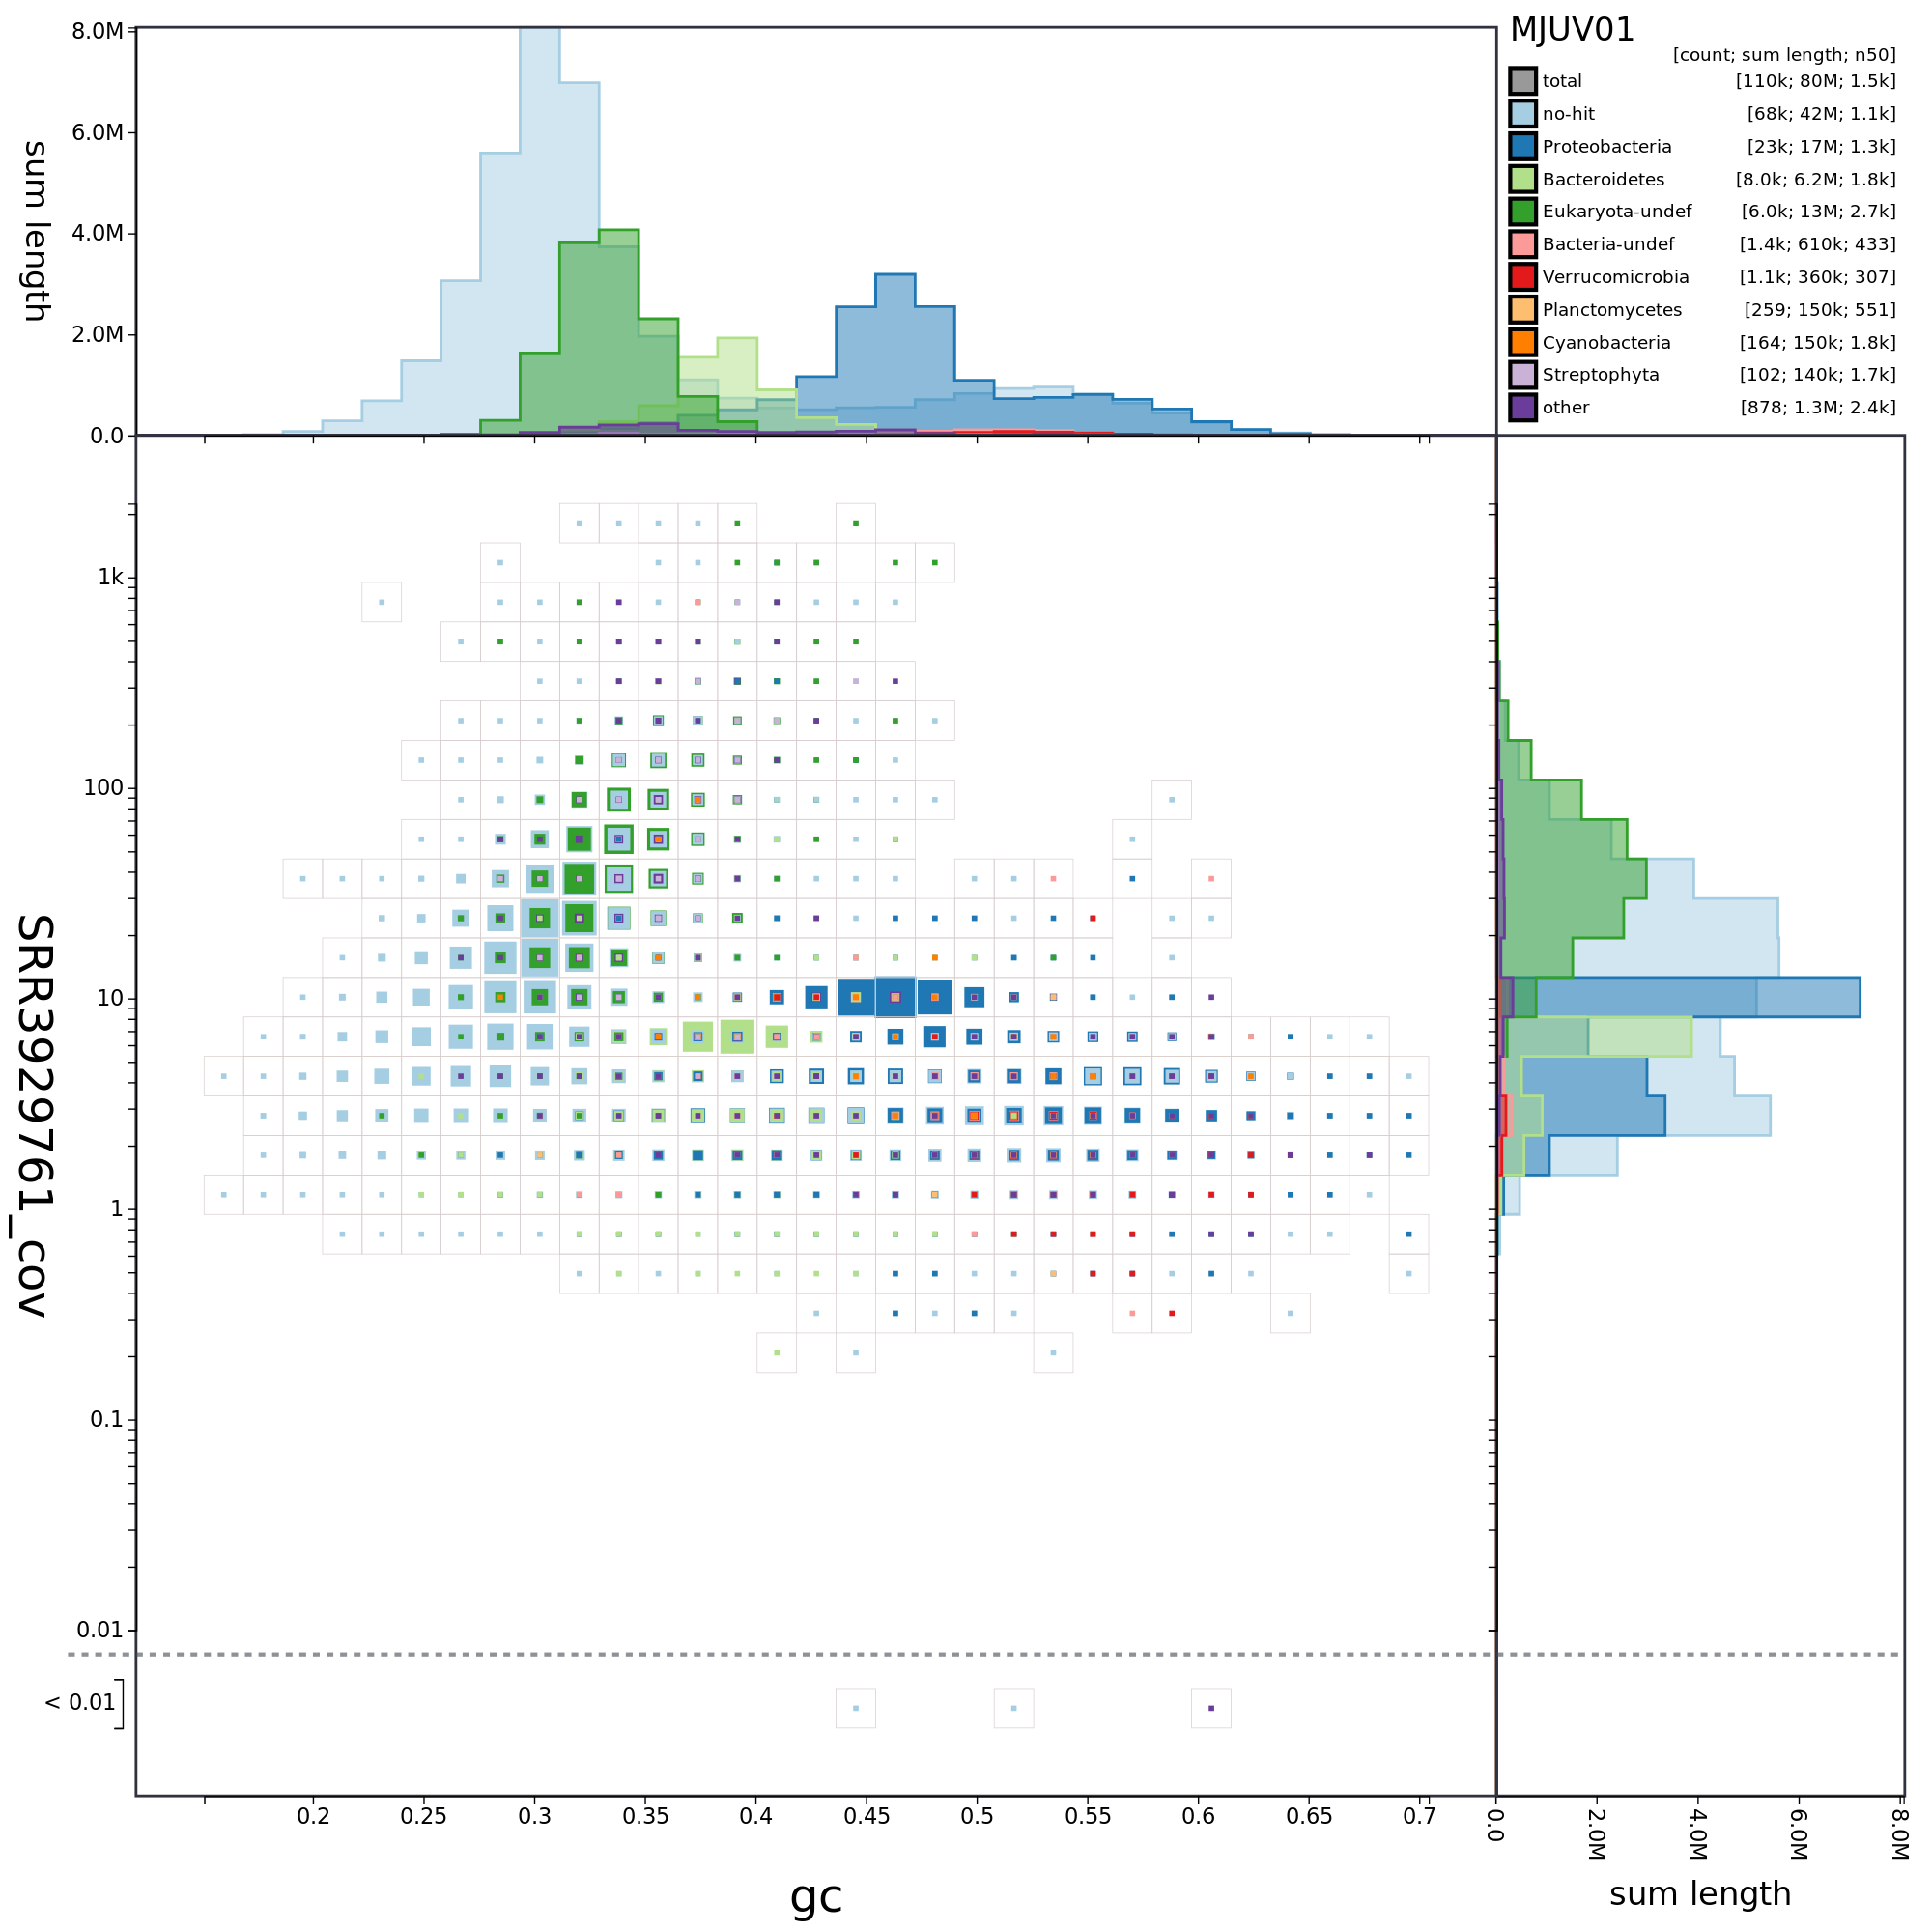 MJUV01
[count; sum length; n50]
total [110k; 80M; 1.5k]
no-hit [68k; 42M; 1.1k]
Proteobacteria [23k; 17M; 1.3k]
Bacteroidetes [8.0k; 6.2M; 1.8k]
Eukaryota-undef [6.0k; 13M; 2.7k]
Bacteria-undef [1.4k; 610k; 433]
Verrucomicrobia [1.1k; 360k; 307]
Planctomycetes [259; 150k; 551]
Cyanobacteria [164; 150k; 1.8k]
Streptophyta [102; 140k; 1.7k]
other [878; 1.3M; 2.4k]
8.0M
6.0M
4.0M
2.0M
0.0
sum length
1k
100
10
1
0.1
0.01
< 0.01
SRR3929761_cov
0.2 0.25 0.3 0.35 0.4 0.45 0.5 0.55 0.6 0.65 0.7
gc
0.0 2.0M 4.0M 6.0M 8.0M
sum length